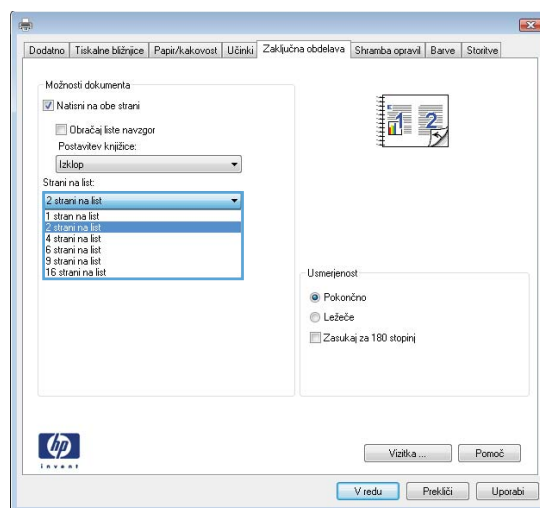 Dodatno Tiskalne bližnjice Papir/kakovost Učinki Zaključna obdelava Shramba opravil Barve Storitve
Možnosti dokumenta
Natisni na obe strani
Obračaj liste navzgor
Postavitev knjižice:
Izklop
Strani na list:
2 strani na list
1 stran na list
2 strani na list
4 strani na list
6 strani na list
9 strani na list
16 strani na list
1 2
Usmerjenost
Pokončno
Ležeče
Zasukaj za 180 stopinj
hp
invent
Vizitka ... Pomoč
V redu Prekliči Uporabi